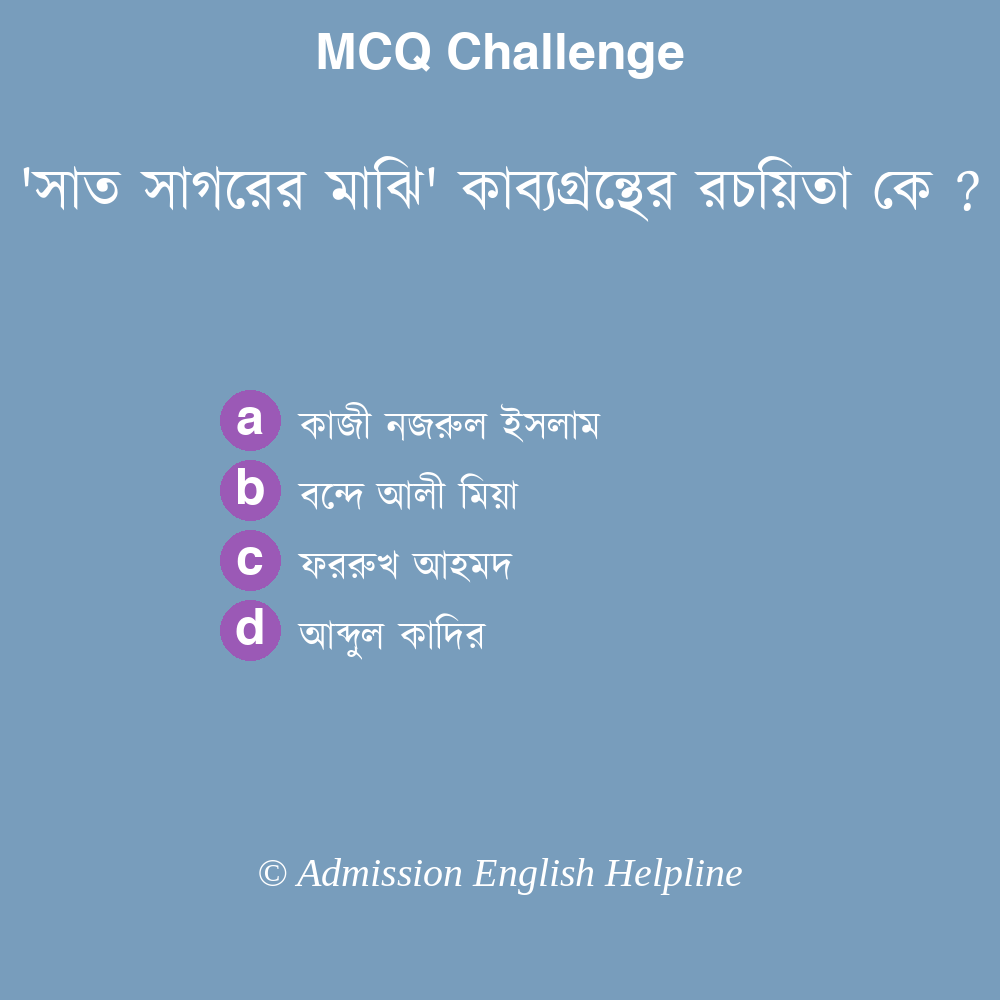 MCQ Challenge
'সাত সাগরের মাঝি' কাব্যগ্রন্থের রচয়িতা কে ?
a কাজী নজরুল ইসলাম
b বন্দে আলী মিয়া
c ফররুখ আহমদ
d আব্দুল কাদির
© Admission English Helpline